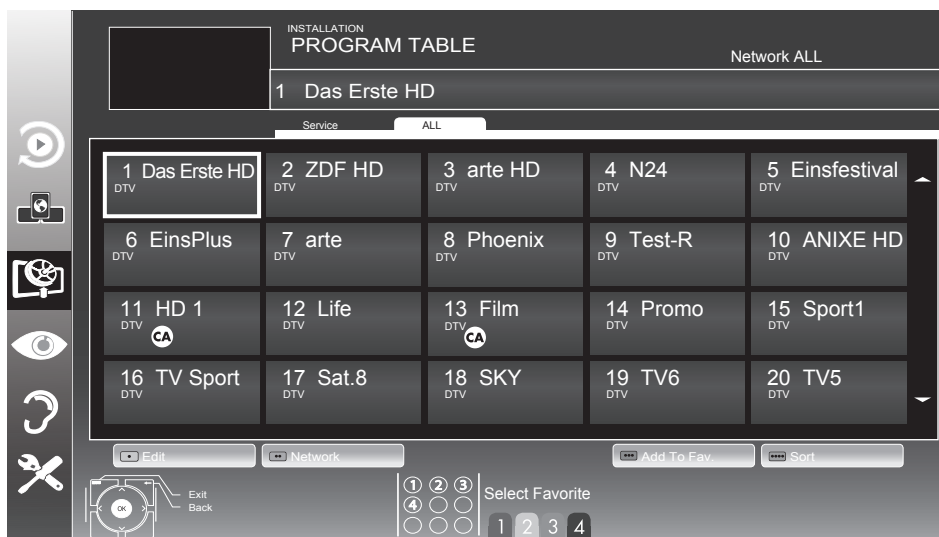 INSTALLATION
PROGRAM TABLE
Network ALL
1 Das Erste HD
Service ALL
1 Das Erste HD
DTV
2 ZDF HD
DTV
3 arte HD
DTV
4 N24
DTV
5 Einsfestival
DTV
6 EinsPlus
DTV
7 arte
DTV
8 Phoenix
DTV
9 Test-R
DTV
10 ANIXE HD
DTV
11 HD 1
DTV
CA
12 Life
DTV
13 Film
DTV
CA
14 Promo
DTV
15 Sport1
DTV
16 TV Sport
DTV
17 Sat.8
DTV
18 SKY
DTV
19 TV6
DTV
20 TV5
DTV
Edit
Network
Add To Fav.
Sort
OK
Exit
Back
1 2 3
4
Select Favorite
1 2 3 4